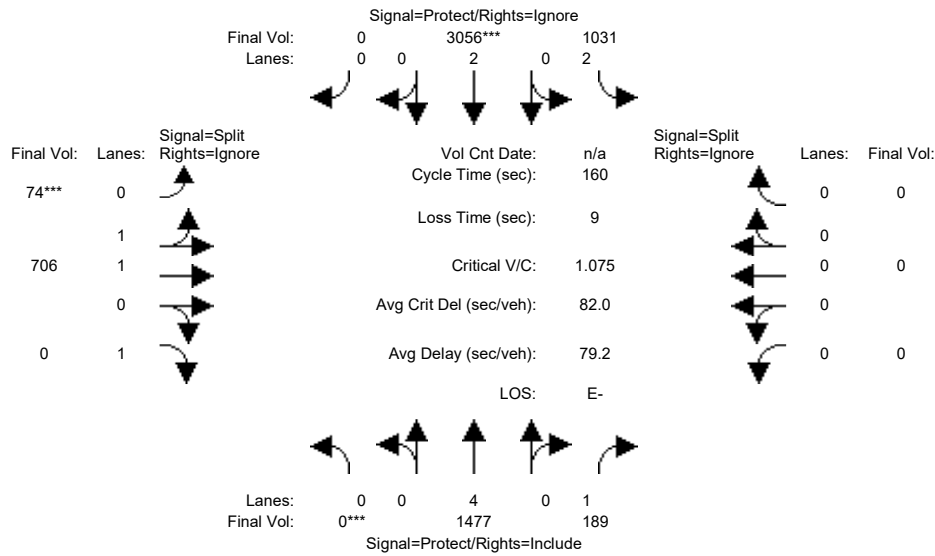 Signal=Protect/Rights=Ignore
Final Vol: 0 3056*** 1031
Lanes: 0 0 2 0 2
Signal=Split
Final Vol: Lanes: Rights=Ignore
Vol Cnt Date: n/a
Signal=Split
Rights=Ignore Lanes: Final Vol:
Cycle Time (sec): 160
74*** 0
0 0
Loss Time (sec): 9
1
0
706 1
Critical V/C: 1.075
0 0
0
Avg Crit Del (sec/veh): 82.0
0
0 1
Avg Delay (sec/veh): 79.2
0 0
LOS: E-
Lanes: 0 0 4 0 1
Final Vol: 0*** 1477 189
Signal=Protect/Rights=Include